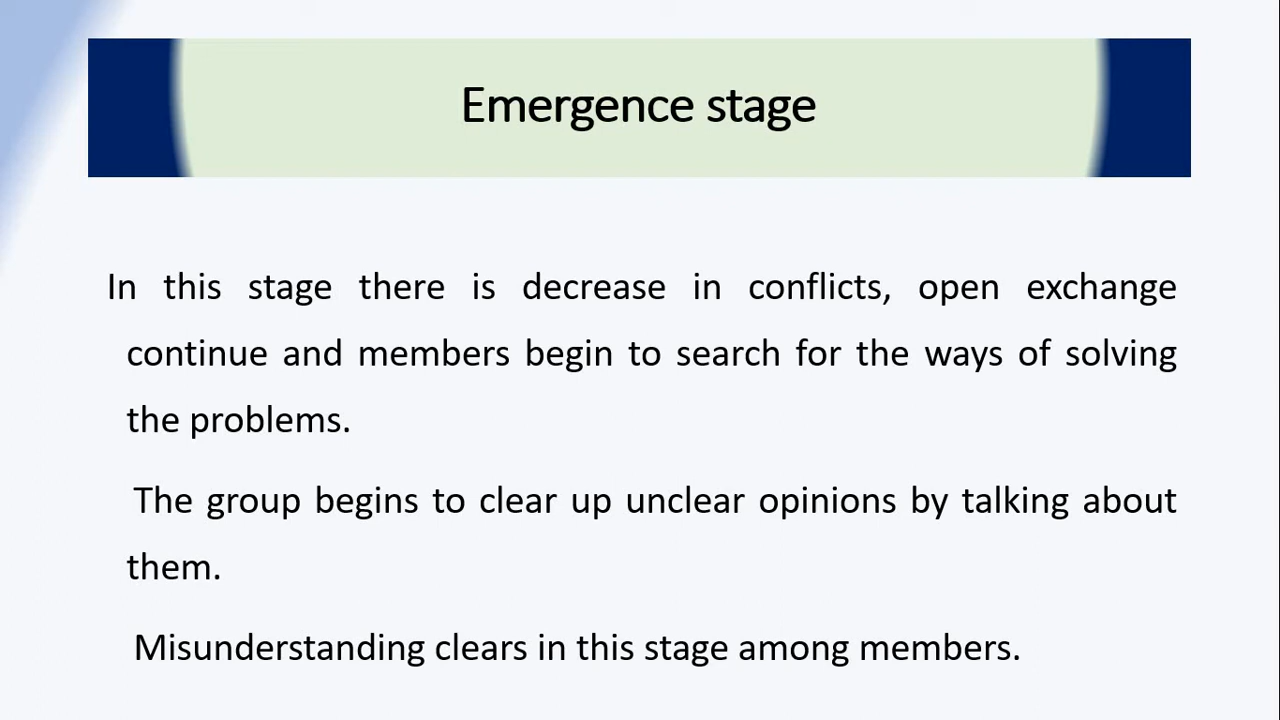 Emergence stage
In this stage there is decrease in conflicts, open exchange
continue and members begin to search for the ways of solving
the problems.
The group begins to clear up unclear opinions by talking about
them.
Misunderstanding clears in this stage among members.